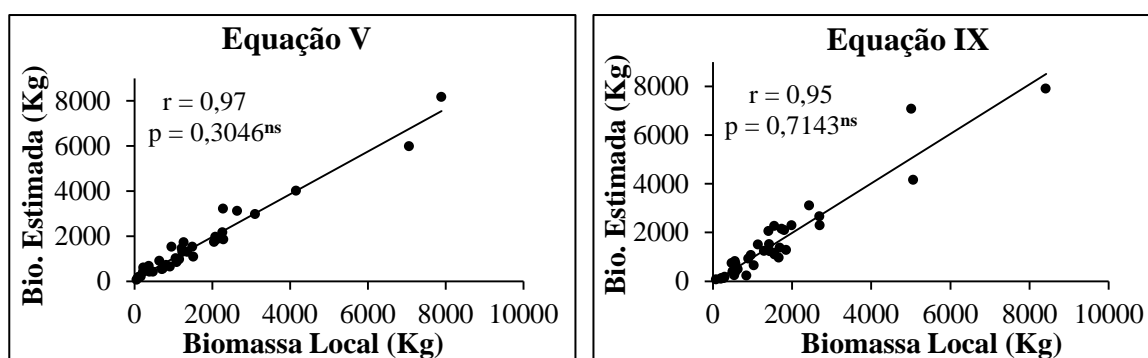 Equação V
Bio. Estimada (Kg)
r = 0,97
p = 0,3046ns
8000
6000
4000
2000
0
0 2000 4000 6000 8000 10000
Biomassa Local (Kg)
Equação IX
Bio. Estimada (Kg)
r = 0,95
p = 0,7143ns
8000
6000
4000
2000
0
0 2000 4000 6000 8000 10000
Biomassa Local (Kg)